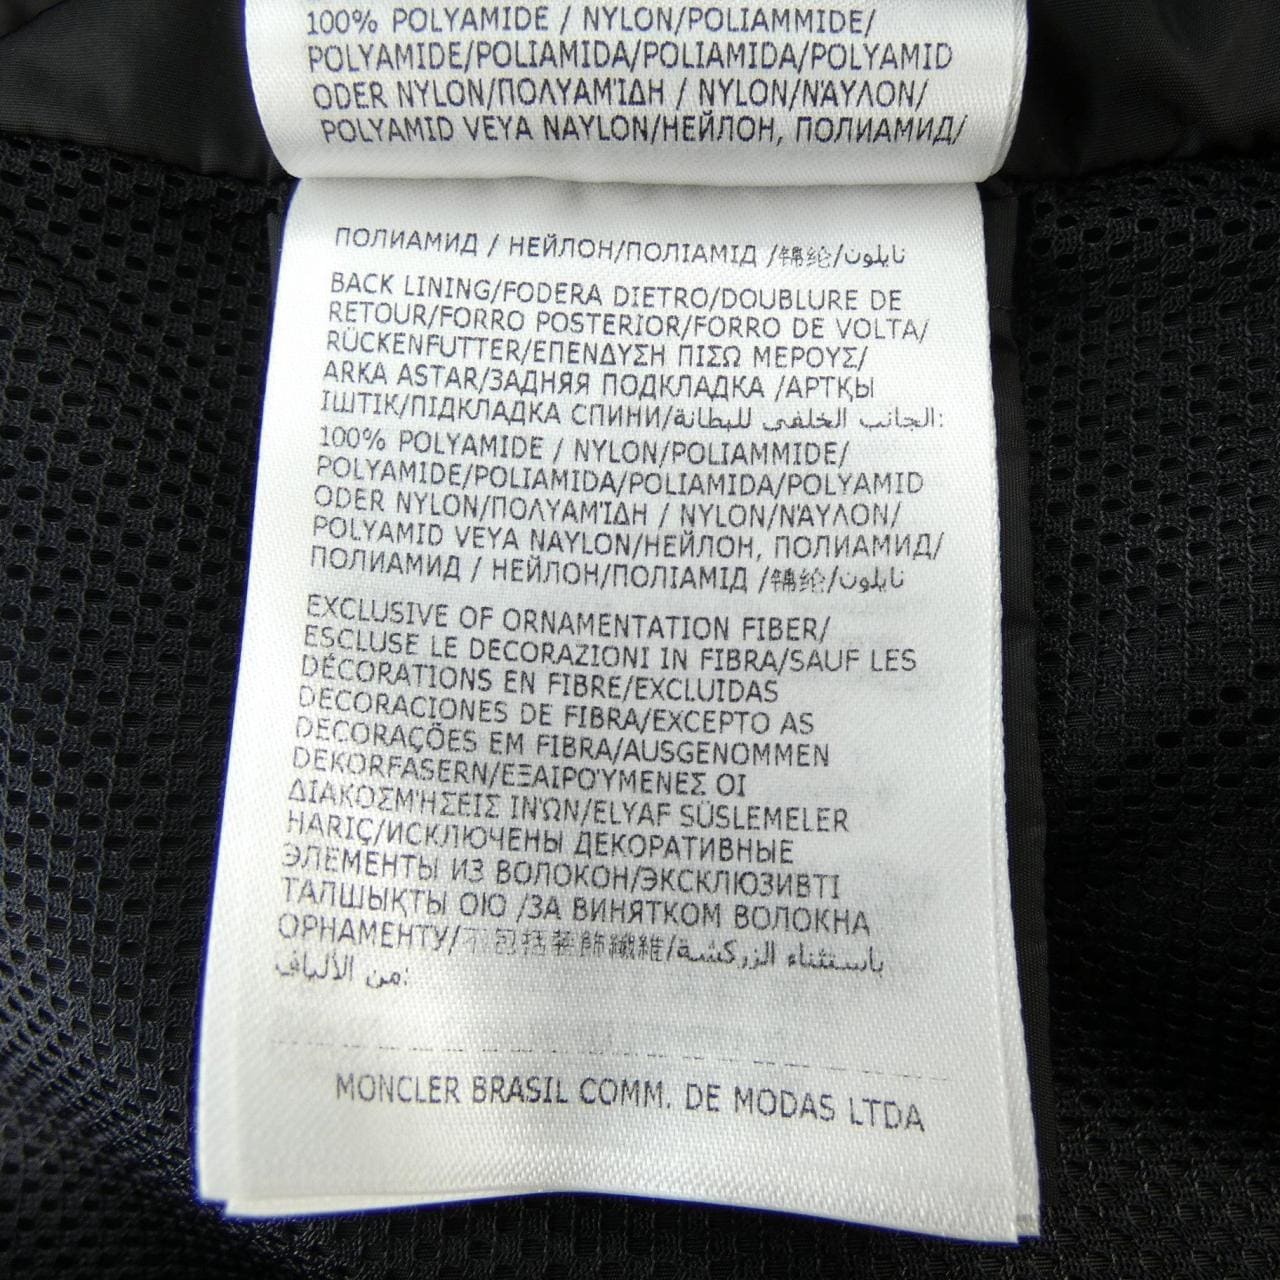 100% POLYAMIDE / NYLON/POLIAMMIDE/
POLYAMIDE/POLIAMIDA/POLIAMIDA/POLYAMID
ODER NYLON/ΠΟΛΥΑΜΊΔΗ / NYLON/ΝΆΥΛΟΝ/
POLYAMID VEYA NAYLON/НЕЙЛОН, ПОЛИАМИД/
ПОЛИАМИД / НЕЙЛОН/ПОЛІАМІД /锦纶/نايلون
BACK LINING/FODERA DIETRO/DOUBLURE DE
RETOUR/FORRO POSTERIOR/FORRO DE VOLTA/
RÜCKENFUTTER/ΕΠΕΝΔΥΣΗ ΠΙΣΩ ΜΕΡΟΥΣ/
ARKA ASTAR/ЗАДНЯЯ ПОДКЛАДКА /АРТҚЫ
ІШТІК/ПІДКЛАДКА СПИНИ/الجانب الخلفي للبطانة:
100% POLYAMIDE / NYLON/POLIAMMIDE/
POLYAMIDE/POLIAMIDA/POLIAMIDA/POLYAMID
ODER NYLON/ΠΟΛΥΑΜΊΔΗ / NYLON/ΝΆΥΛΟΝ/
POLYAMID VEYA NAYLON/НЕЙЛОН, ПОЛИАМИД/
ПОЛИАМИД / НЕЙЛОН/ПОЛІАМІД /锦纶/نايلون
EXCLUSIVE OF ORNAMENTATION FIBER/
ESCLUSE LE DECORAZIONI IN FIBRA/SAUF LES
DÉCORATIONS EN FIBRE/EXCLUIDAS
DECORACIONES DE FIBRA/EXCEPTO AS
DECORAÇÕES EM FIBRA/AUSGENOMMEN
DEKORFASERN/ΕΞΑΙΡΟΎΜΕΝΕΣ ΟΙ
ΔΙΑΚΟΣΜΉΣΕΙΣ ΙΝΏΝ/ELYAF SÜSLEMELER
HARIÇ/ИСКЛЮЧЕНЫ ДЕКОРАТИВНЫЕ
ЭЛЕМЕНТЫ ИЗ ВОЛОКОН/ЭКСКЛЮЗИВТІ
ТАЛШЫҚТЫ ОЮ /ЗА ВИНЯТКОМ ВОЛОКНА
ОРНАМЕНТУ/不包括装飾纖維/باستثناء الزركشة
من الألياف:
MONCLER BRASIL COMM. DE MODAS LTDA